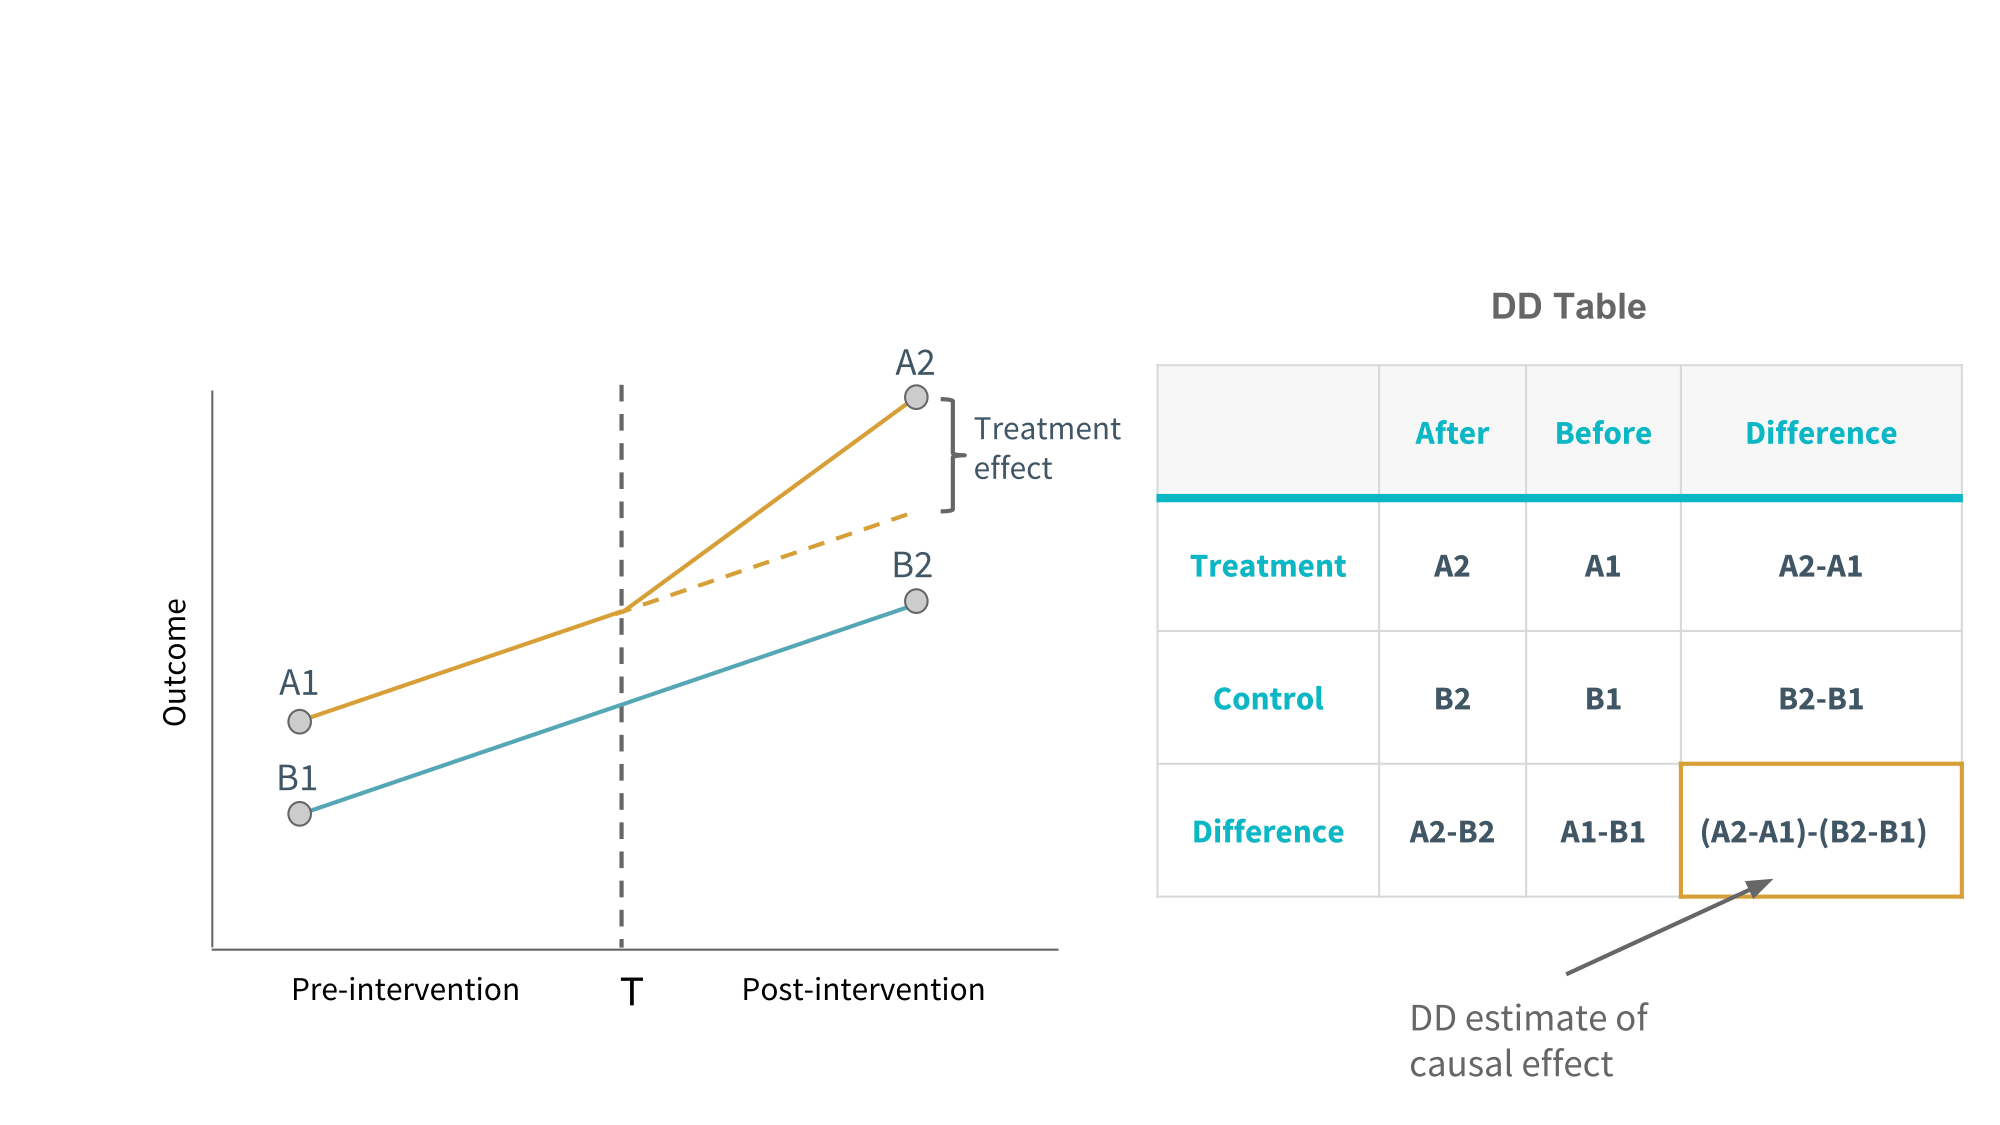 A2
Treatment
effect
B2
A1
B1
Outcome
Pre-intervention T Post-intervention
DD Table
After Before Difference
Treatment A2 A1 A2-A1
Control B2 B1 B2-B1
Difference A2-B2 A1-B1 (A2-A1)-(B2-B1)
DD estimate of
causal effect